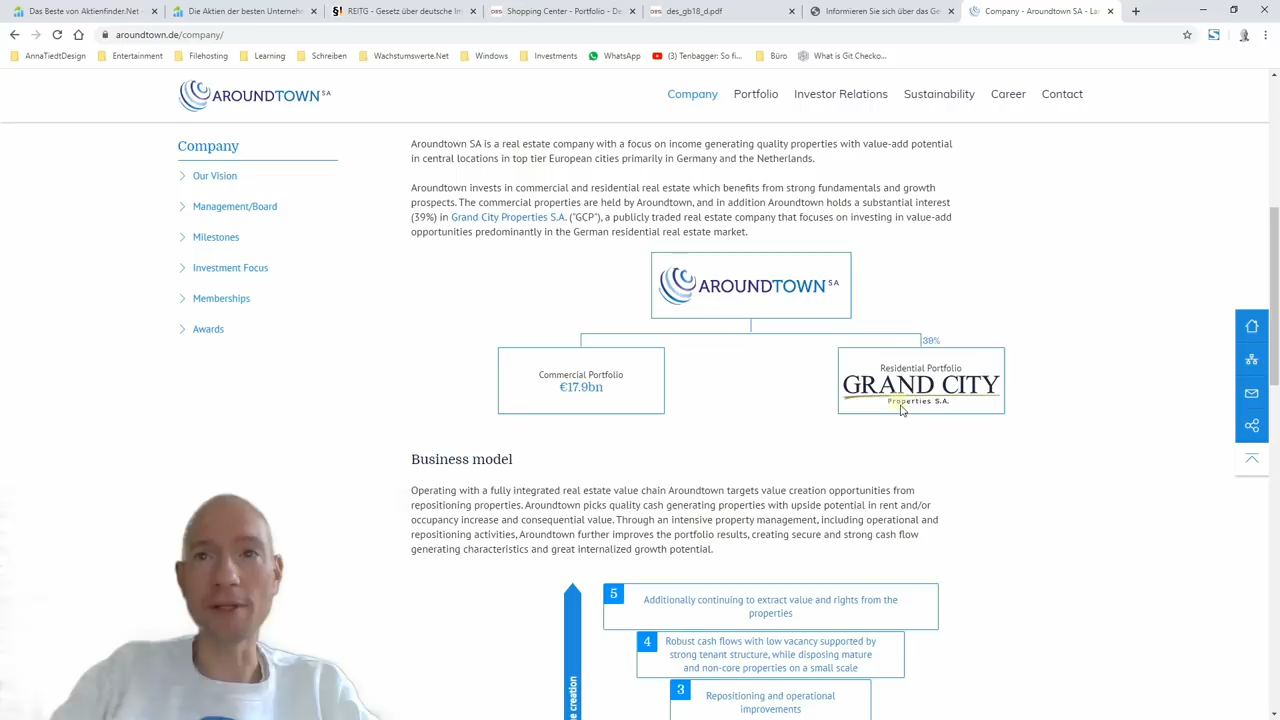 Das Beste von Aktienfinder.Net -
Die Aktien der besten Unternehm
REITG - Gesetz über deutsche Im
Shopping Center - Portfolio - De
des_gb18_d.pdf
Informieren Sie sich über das Ge
Company - Aroundtown SA - La
aroundtown.de/company/
AnnaTiedtDesign
Entertainment
Filehosting
Learning
Schreiben
Wachstumswerte.Net
Windows
Investments
WhatsApp
(3) Tenbagger: So fi...
Büro
What is Git Checko...
AROUNDTOWN SA
Company
Portfolio
Investor Relations
Sustainability
Career
Contact
Company
Our Vision
Management/Board
Milestones
Investment Focus
Memberships
Awards
Aroundtown SA is a real estate company with a focus on income generating quality properties with value-add potential
in central locations in top tier European cities primarily in Germany and the Netherlands.
Aroundtown invests in commercial and residential real estate which benefits from strong fundamentals and growth
prospects. The commercial properties are held by Aroundtown, and in addition Aroundtown holds a substantial interest
(39%) in Grand City Properties S.A. ("GCP"), a publicly traded real estate company that focuses on investing in value-add
opportunities predominantly in the German residential real estate market.
AROUNDTOWN SA
39%
Commercial Portfolio
€17.9bn
Residential Portfolio
GRAND CITY
Properties S.A.
Business model
Operating with a fully integrated real estate value chain Aroundtown targets value creation opportunities from
repositioning properties. Aroundtown picks quality cash generating properties with upside potential in rent and/or
occupancy increase and consequential value. Through an intensive property management, including operational and
repositioning activities, Aroundtown further improves the portfolio results, creating secure and strong cash flow
generating characteristics and great internalized growth potential.
5
Additionally continuing to extract value and rights from the
properties
4
Robust cash flows with low vacancy supported by
strong tenant structure, while disposing mature
and non-core properties on a small scale
3
Repositioning and operational
improvements
creation